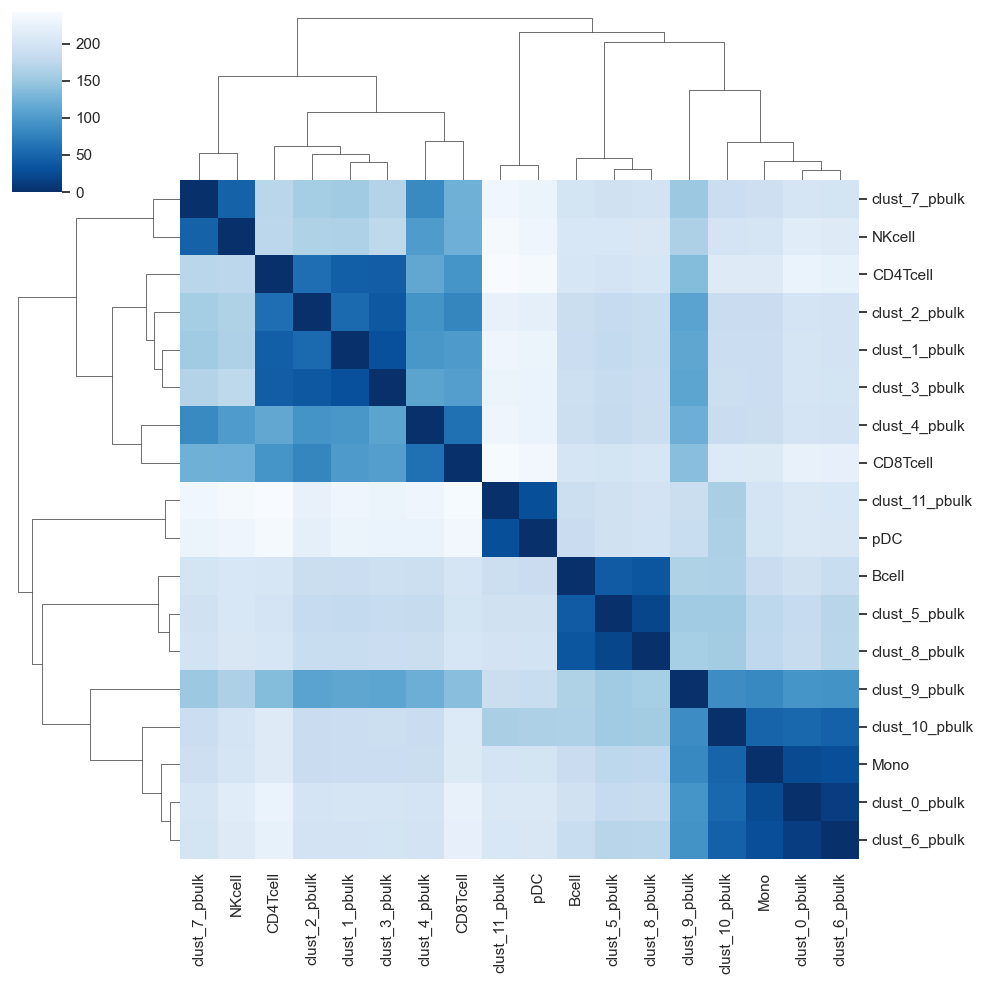 200
150
100
50
0
clust_7_pbulk
NKcell
CD4Tcell
clust_2_pbulk
clust_1_pbulk
clust_3_pbulk
clust_4_pbulk
CD8Tcell
clust_11_pbulk
pDC
Bcell
clust_5_pbulk
clust_8_pbulk
clust_9_pbulk
clust_10_pbulk
Mono
clust_0_pbulk
clust_6_pbulk
clust_7_pbulk
NKcell
CD4Tcell
clust_2_pbulk
clust_1_pbulk
clust_3_pbulk
clust_4_pbulk
CD8Tcell
clust_11_pbulk
pDC
Bcell
clust_5_pbulk
clust_8_pbulk
clust_9_pbulk
clust_10_pbulk
Mono
clust_0_pbulk
clust_6_pbulk